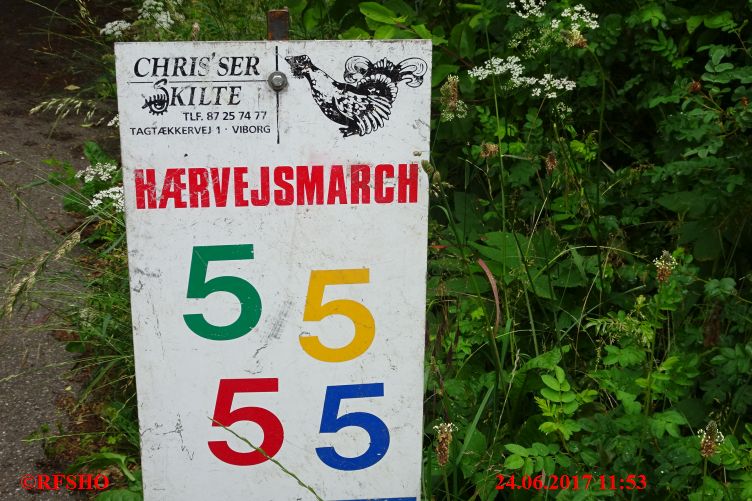 CHRIS'SER
SKILTE
TLF. 87 25 74 77
TAGTÆKKERVEJ 1 · VIBORG
HÆRVEJSMARCH
5 5
5 5
©RFSHO 24.06.2017 11:53